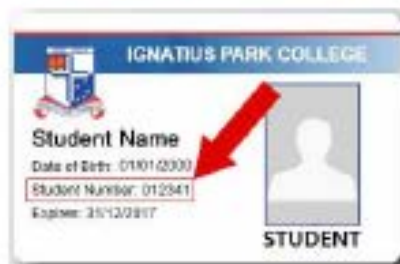 IGNATIUS PARK COLLEGE
Student Name
Date of Birth: 01/01/2000
Student Number: 012341
Expires: 31/12/2017
STUDENT